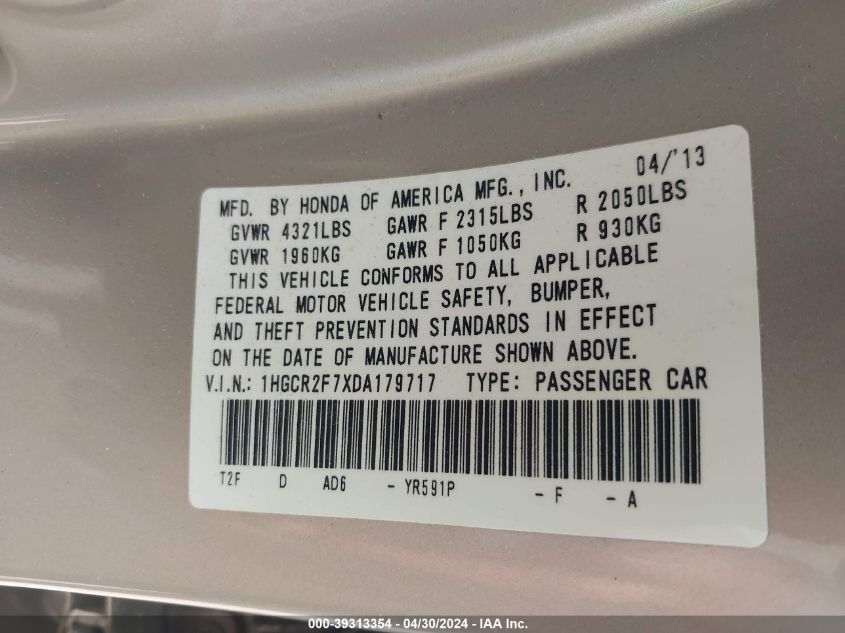 04/'13
MFD. BY HONDA OF AMERICA MFG., INC.
GVWR 4321LBS GAWR F 2315LBS R 2050LBS
GVWR 1960KG GAWR F 1050KG R 930KG
THIS VEHICLE CONFORMS TO ALL APPLICABLE
FEDERAL MOTOR VEHICLE SAFETY, BUMPER,
AND THEFT PREVENTION STANDARDS IN EFFECT
ON THE DATE OF MANUFACTURE SHOWN ABOVE.
V.I.N.: 1HGCR2F7XDA179717 TYPE: PASSENGER CAR
T2F D AD6 - YR591P - F - A
000-39313354 - 04/30/2024 - IAA Inc.